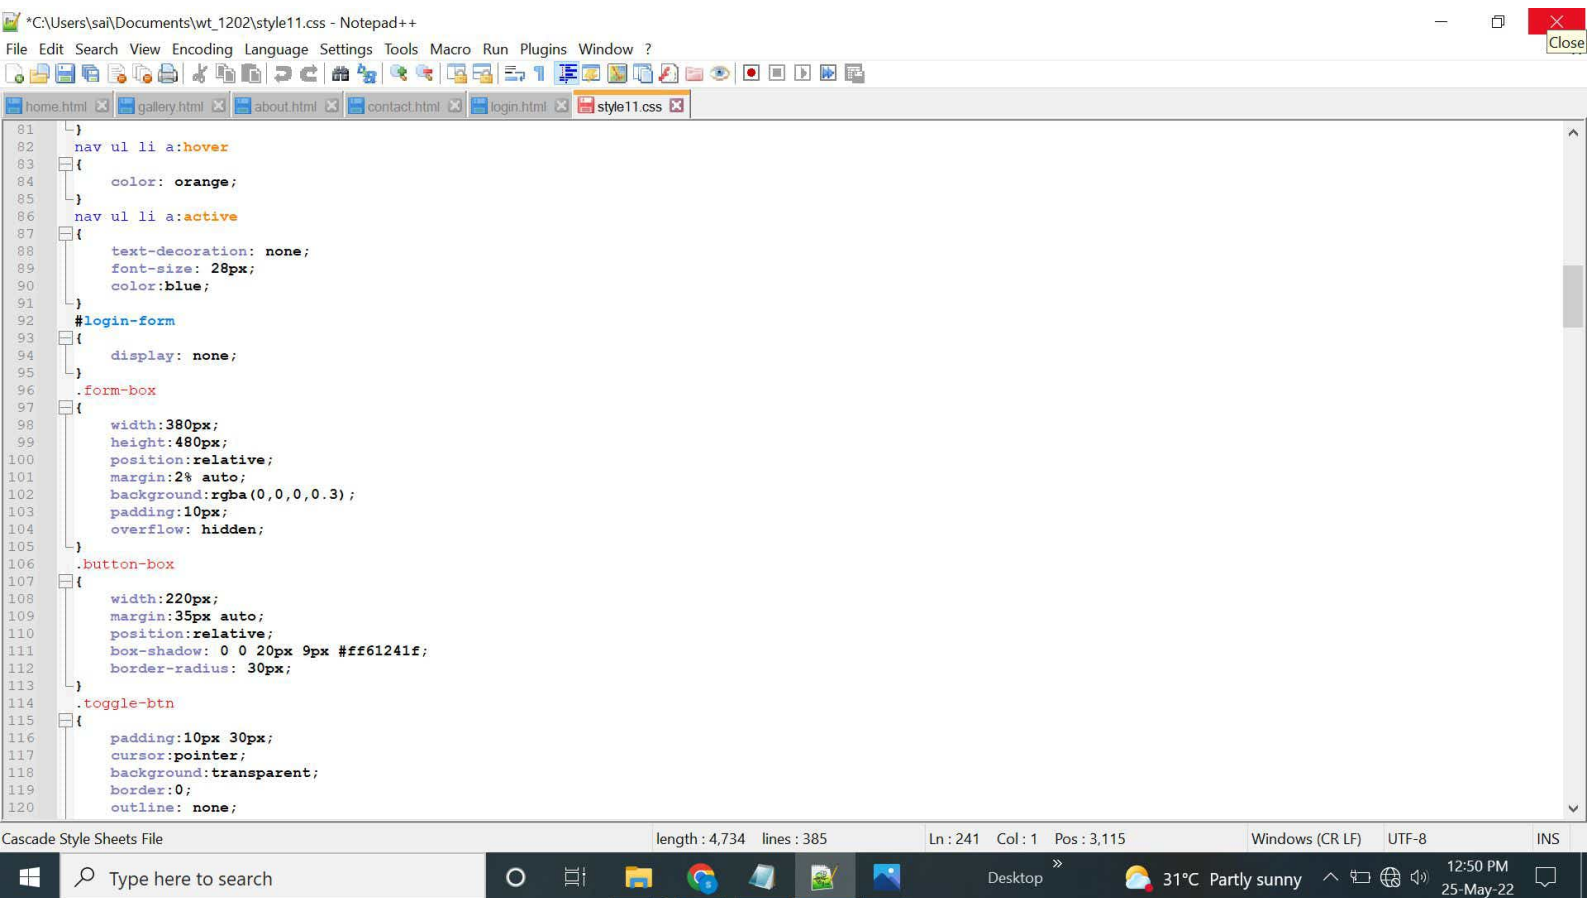 *C:\Users\sai\Documents\wt_1202\style11.css - Notepad++
Close
File Edit Search View Encoding Language Settings Tools Macro Run Plugins Window ?
home.html gallery.html about.html contact.html login.html style11.css
81 }
82 nav ul li a:hover
83 {
84 color: orange;
85 }
86 nav ul li a:active
87 {
88 text-decoration: none;
89 font-size: 28px;
90 color:blue;
91 }
92 #login-form
93 {
94 display: none;
95 }
96 .form-box
97 {
98 width:380px;
99 height:480px;
100 position:relative;
101 margin:2% auto;
102 background:rgba(0,0,0,0.3);
103 padding:10px;
104 overflow: hidden;
105 }
106 .button-box
107 {
108 width:220px;
109 margin:35px auto;
110 position:relative;
111 box-shadow: 0 0 20px 9px #ff61241f;
112 border-radius: 30px;
113 }
114 .toggle-btn
115 {
116 padding:10px 30px;
117 cursor:pointer;
118 background:transparent;
119 border:0;
120 outline: none;
Cascade Style Sheets File length : 4,734 lines : 385 Ln : 241 Col : 1 Pos : 3,115 Windows (CR LF) UTF-8 INS
Type here to search Desktop » 31°C Partly sunny 12:50 PM
25-May-22